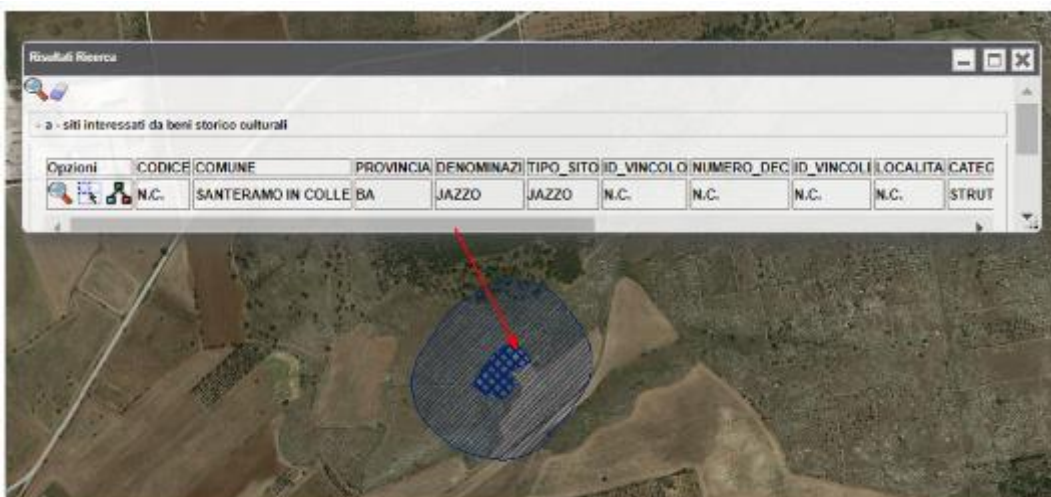 Risultati Ricerca
- a - siti interessati da beni storico culturali
Opzioni CODICE COMUNE PROVINCIA DENOMINAZI TIPO_SITO ID_VINCOLO NUMERO_DEC ID_VINCOLI LOCALITA CATEG
N.C. SANTERAMO IN COLLE BA JAZZO JAZZO N.C. N.C. N.C. N.C. STRUT